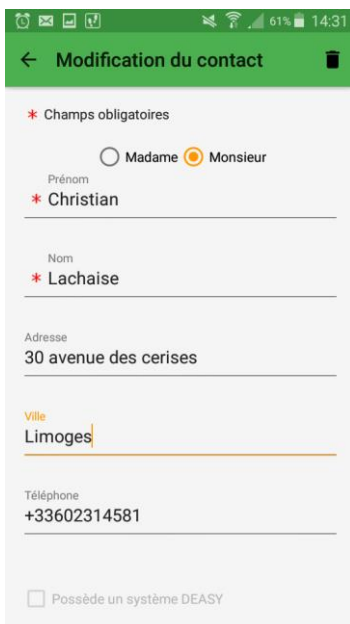 61% 14:31
Modification du contact
* Champs obligatoires
Madame Monsieur
Prénom
* Christian
Nom
* Lachaise
Adresse
30 avenue des cerises
Ville
Limoges
Téléphone
+33602314581
Possède un système DEASY